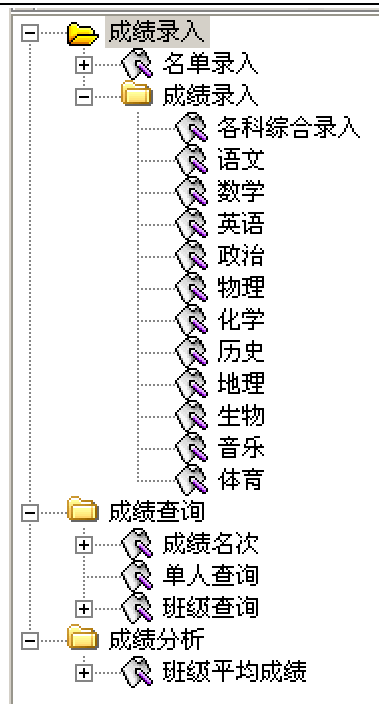 成绩录入
名单录入
成绩录入
各科综合录入
语文
数学
英语
政治
物理
化学
历史
地理
生物
音乐
体育
成绩查询
成绩名次
单人查询
班级查询
成绩分析
班级平均成绩